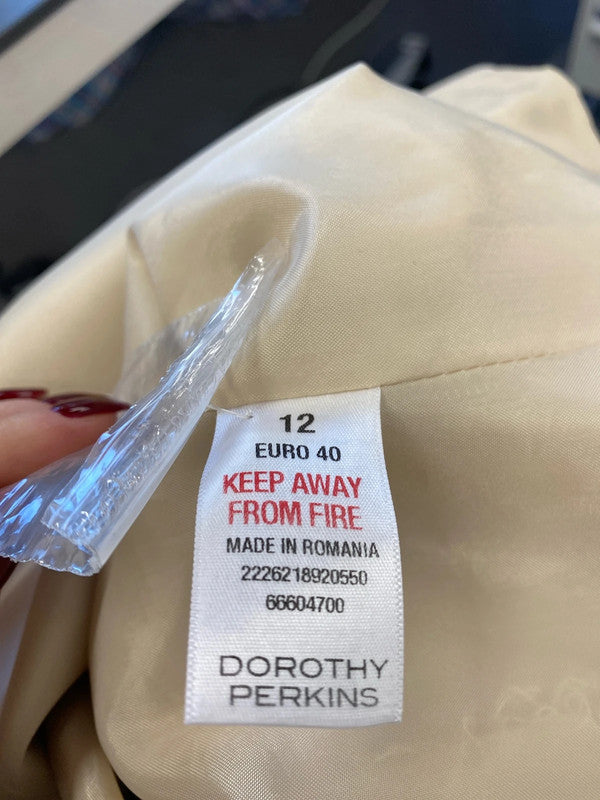 12
EURO 40
KEEP AWAY
FROM FIRE
MADE IN ROMANIA
2226218920550
66604700
DOROTHY
PERKINS